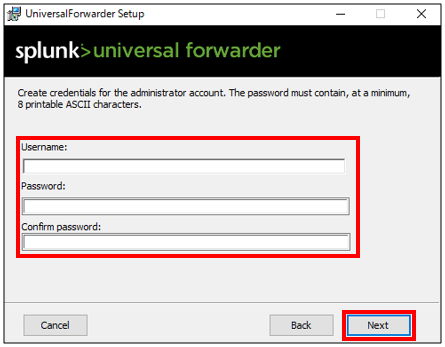 UniversalForwarder Setup
splunk>universal forwarder
Create credentials for the administrator account. The password must contain, at a minimum,
8 printable ASCII characters.
Username:
Password:
Confirm password:
Cancel
Back
Next